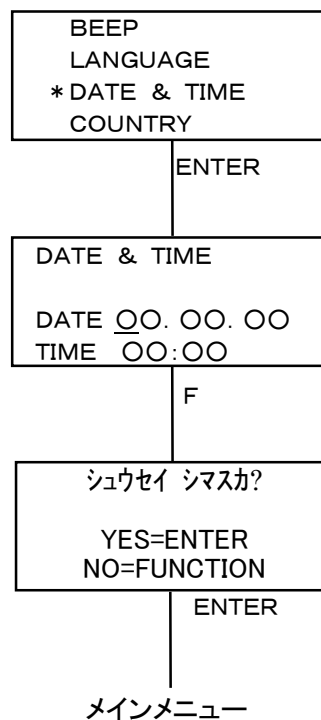 BEEP
LANGUAGE
*DATE & TIME
COUNTRY
ENTER
DATE & TIME
DATE ○○. ○○. ○○
TIME ○○:○○
F
シュウセイ シマスカ?
YES=ENTER
NO=FUNCTION
ENTER
メインメニュー